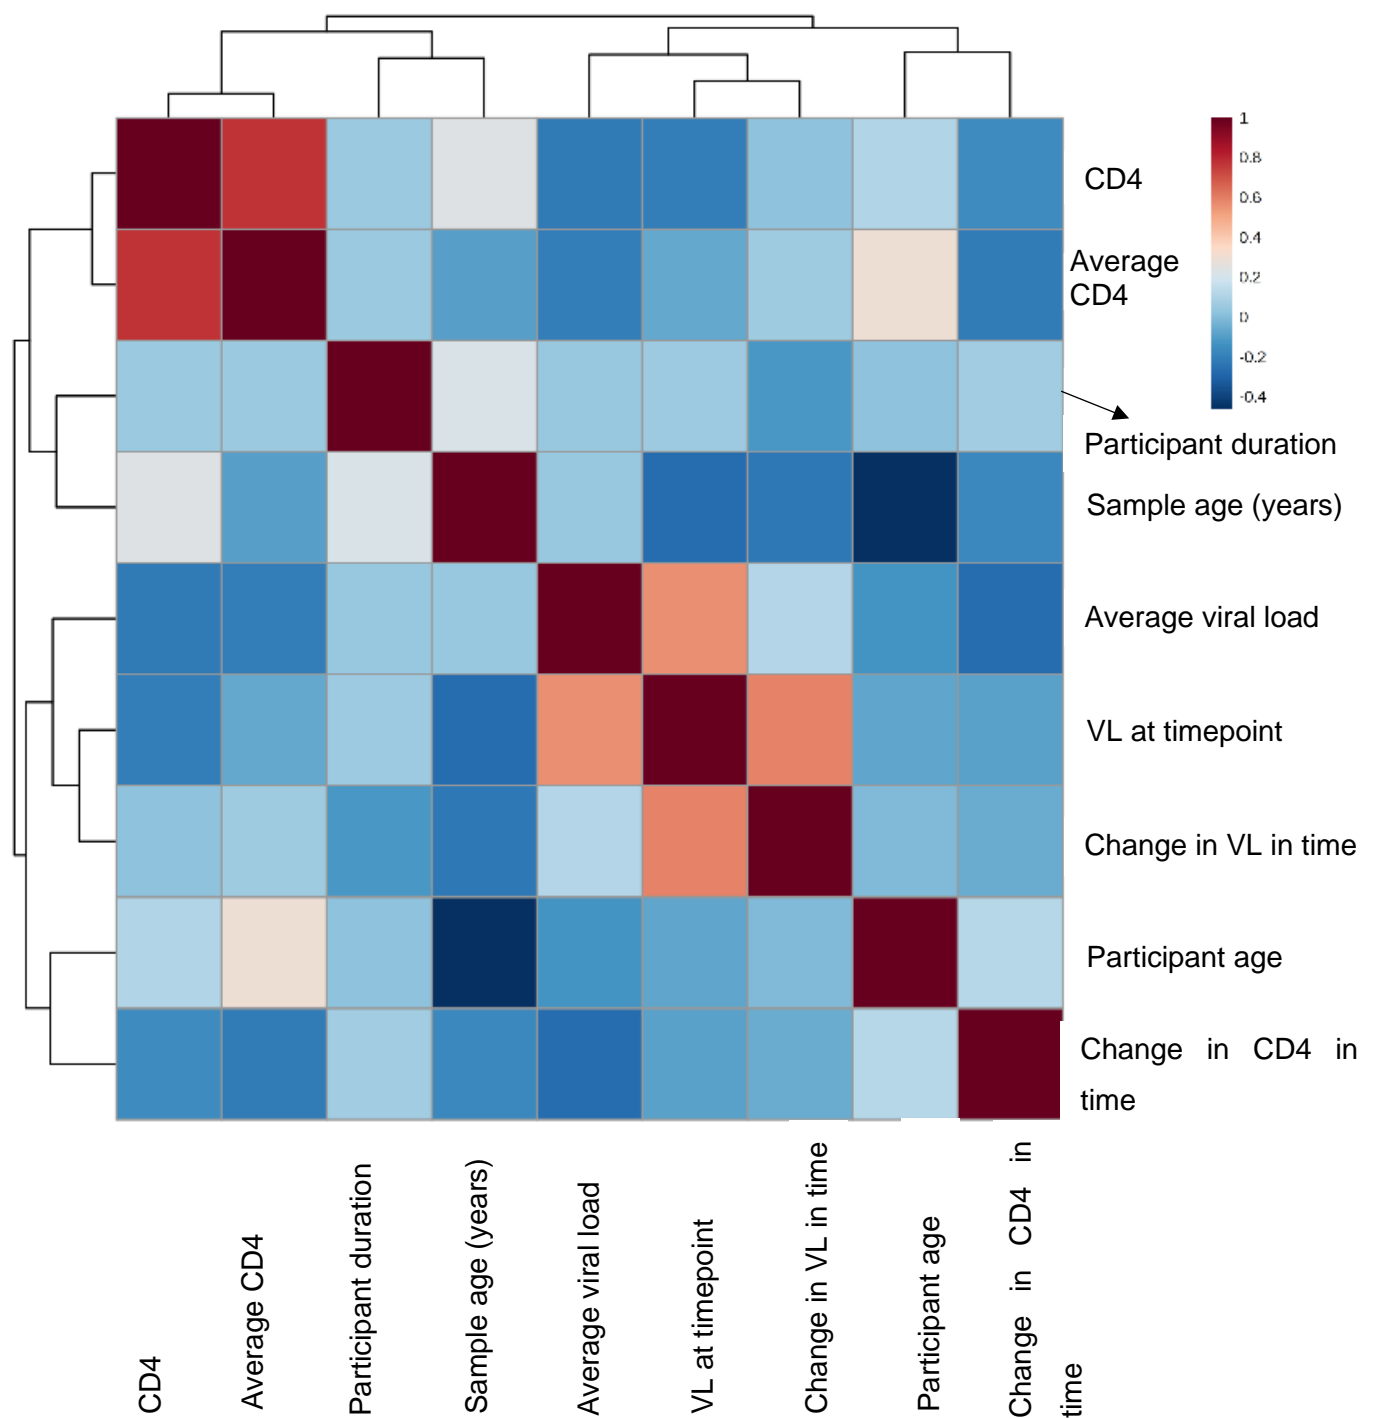 1
0.8
CD4
0.6
0.4
Average
CD4
0.2
0
-0.2
-0.4
Participant duration
Sample age (years)
Average viral load
VL at timepoint
Change in VL in time
Participant age
Change in CD4 in
time
CD4
Average CD4
Participant duration
Sample age (years)
Average viral load
VL at timepoint
Change in VL in time
Participant age
Change in CD4 in
time